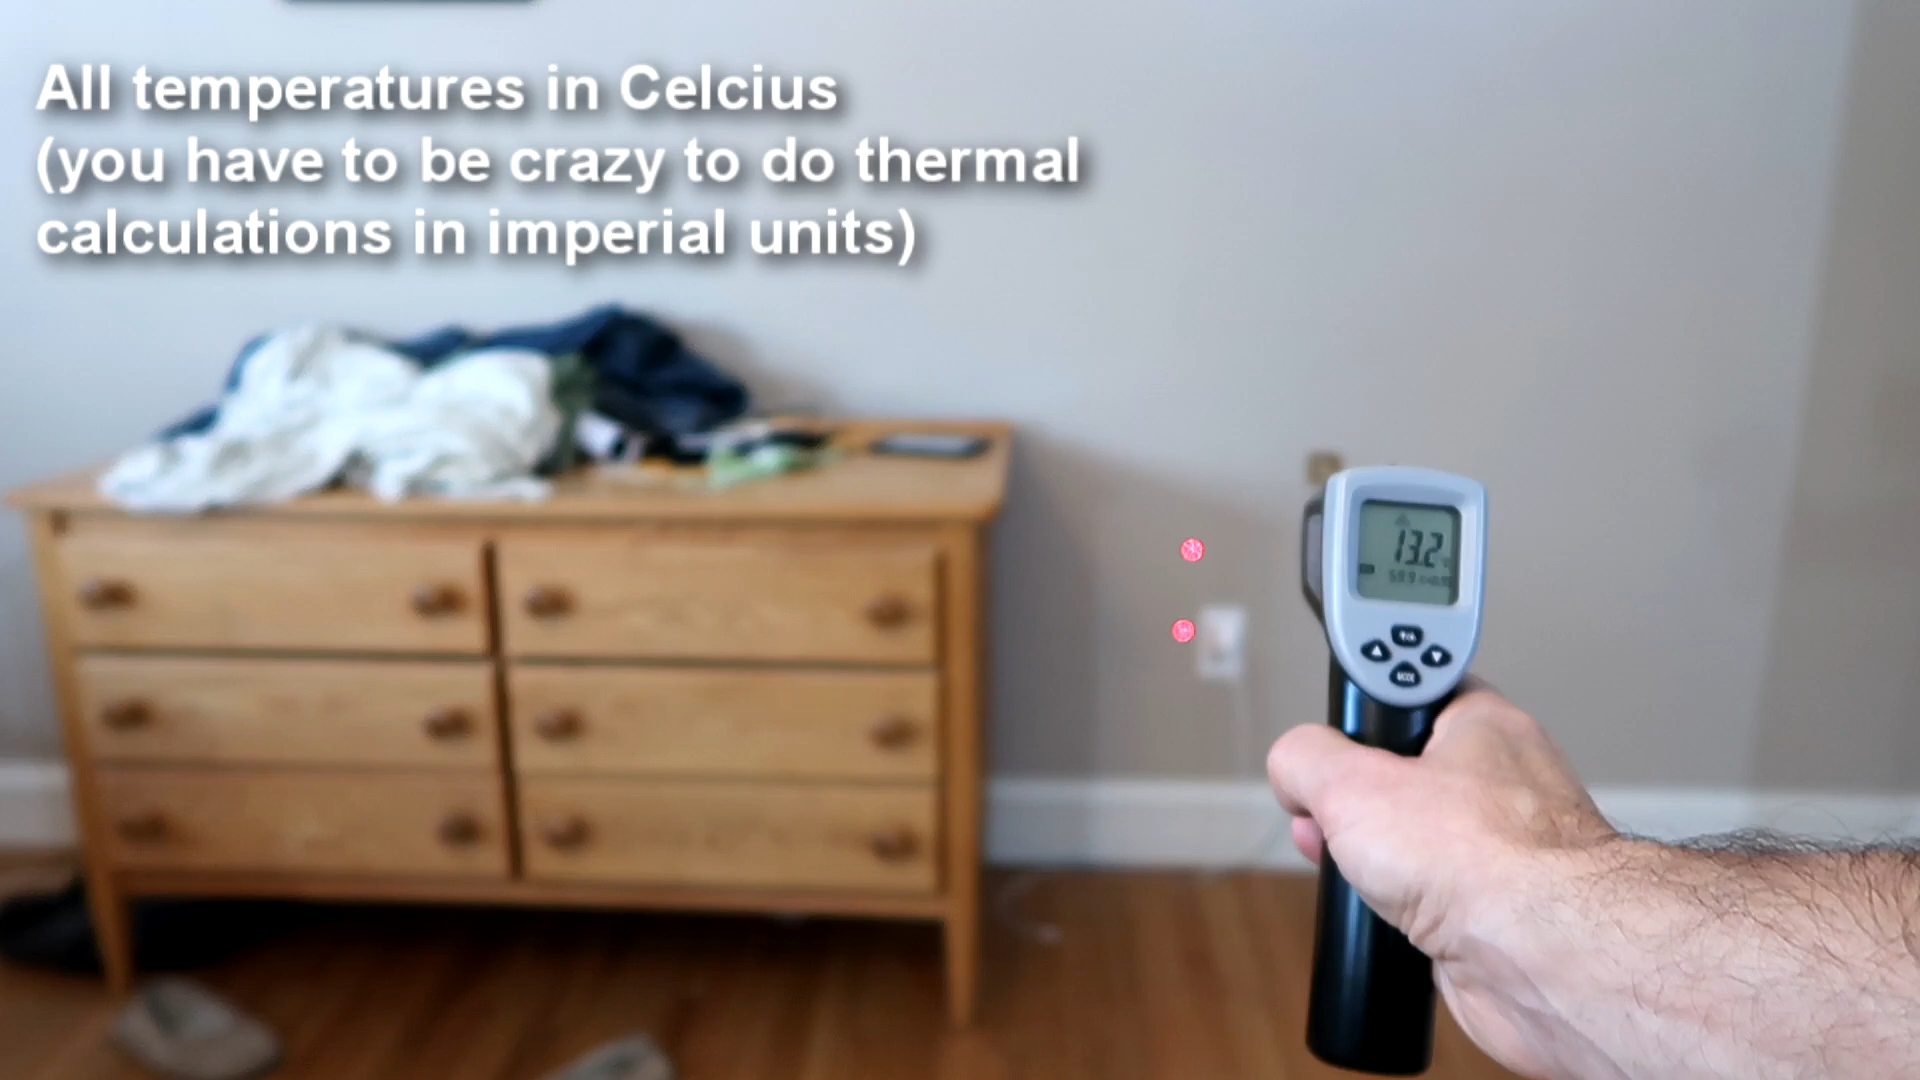 All temperatures in Celcius
(you have to be crazy to do thermal
calculations in imperial units)
13.2